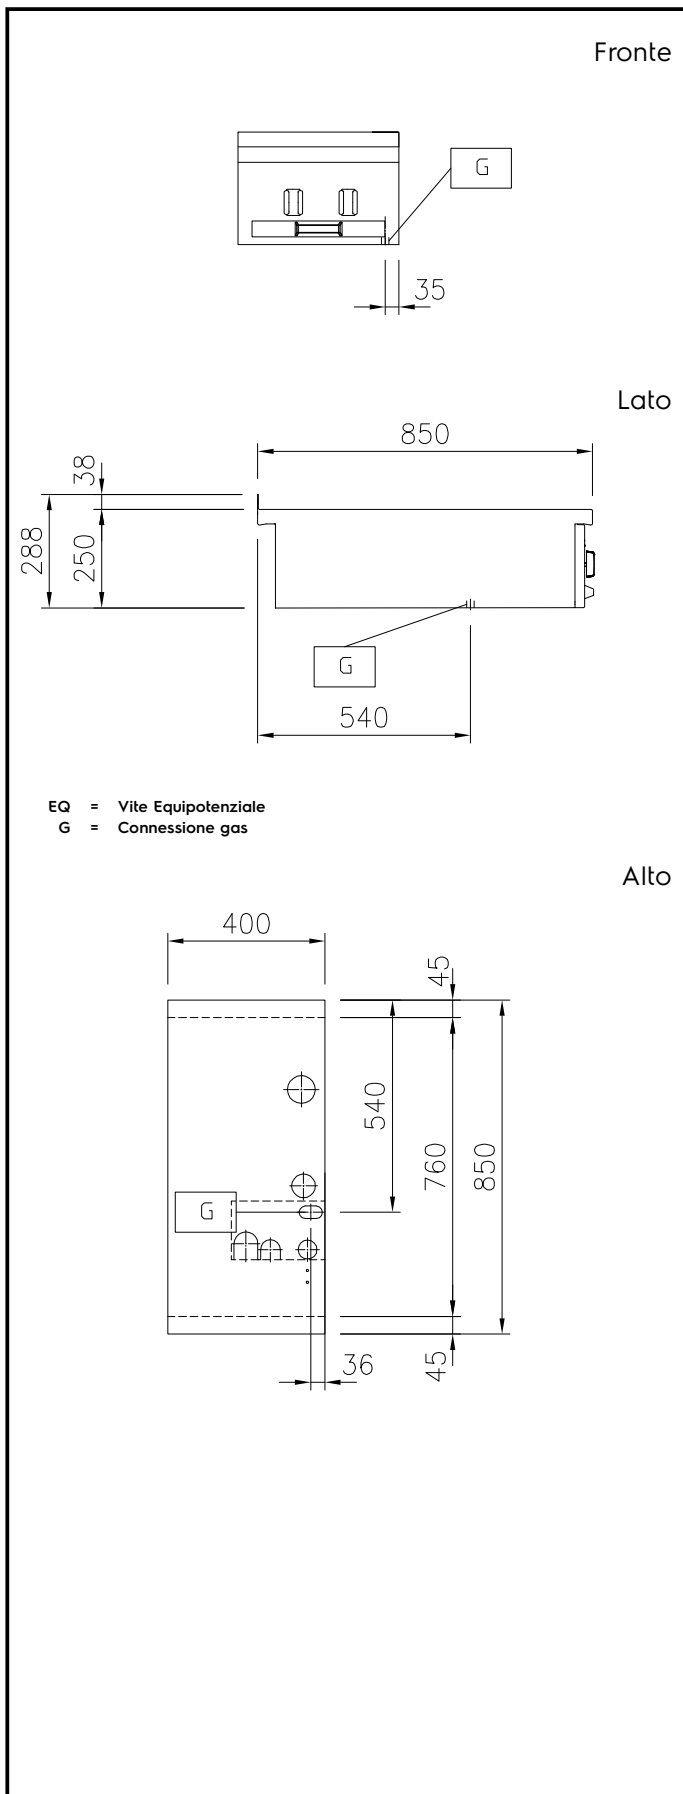 Fronte
G
35
Lato
850
38
288
250
G
540
EQ = Vite Equipotenziale
G = Connessione gas
Alto
400
45
540
760
850
G
36
45